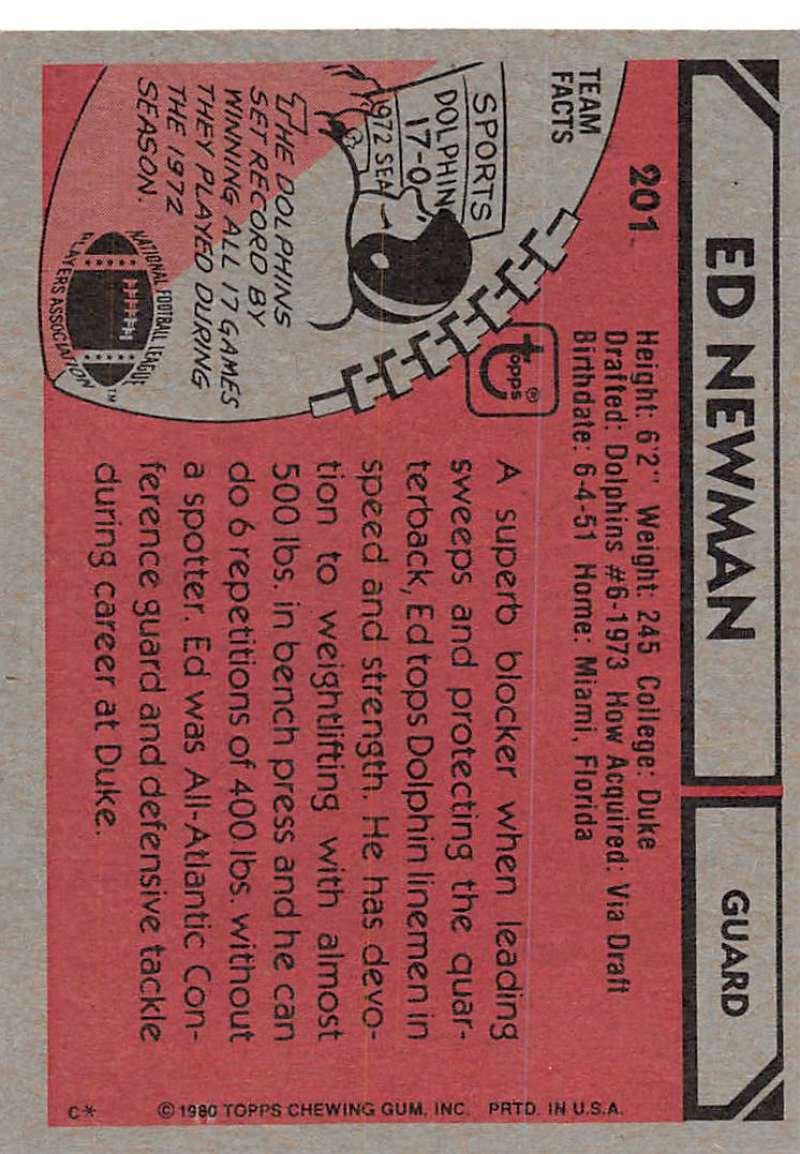 ED NEWMAN
GUARD
201
Height: 6'2" Weight: 245 College: Duke
Drafted: Dolphins #6-1973 How Acquired: Via Draft
Birthdate: 6-4-51 Home: Miami, Florida
TEAM
FACTS
SPORTS
DOLPHIN
17-0
1972 SEA
THE DOLPHINS
SET RECORD BY
WINNING ALL 17 GAMES
THEY PLAYED DURING
THE 1972
SEASON.
NATIONAL FOOTBALL LEAGUE
PLAYERS ASSOCIATION™
topps®
A superb blocker when leading
sweeps and protecting the quar-
terback, Ed tops Dolphin linemen in
speed and strength. He has devo-
tion to weightlifting with almost
500 lbs. in bench press and he can
do 6 repetitions of 400 lbs. without
a spotter. Ed was All-Atlantic Con-
ference guard and defensive tackle
during career at Duke.
C* © 1980 TOPPS CHEWING GUM, INC. PRTD. IN U.S.A.